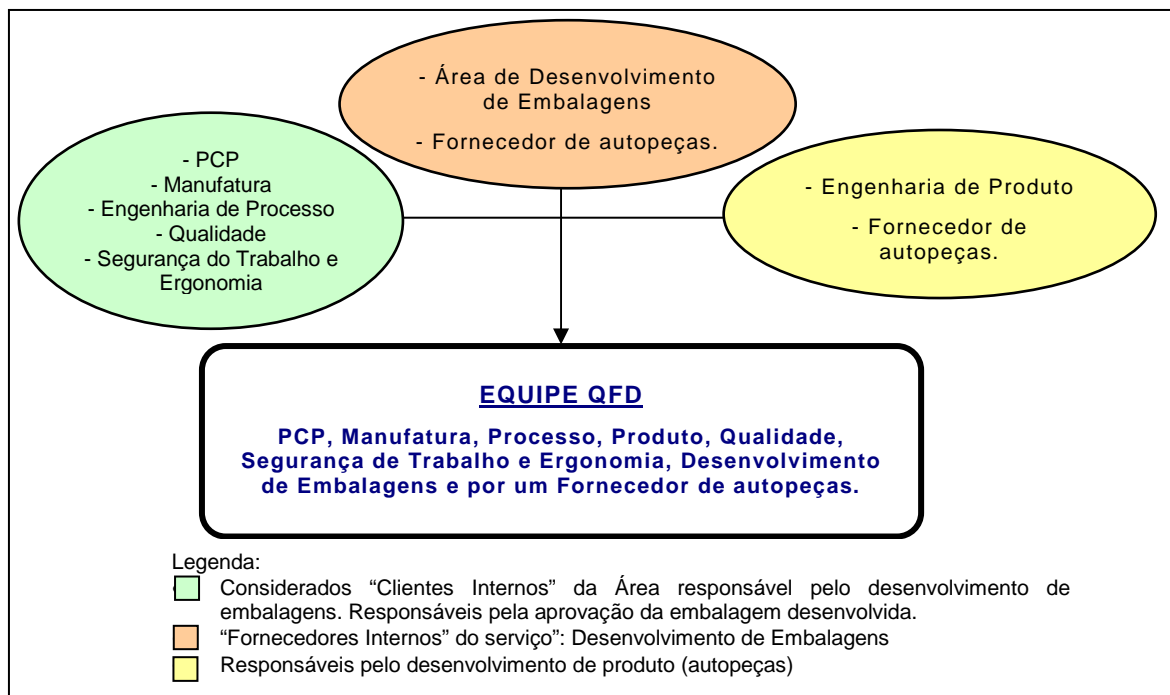 - Área de Desenvolvimento
de Embalagens
- Fornecedor de autopeças.
- PCP
- Manufatura
- Engenharia de Processo
- Qualidade
- Segurança do Trabalho e
Ergonomia
- Engenharia de Produto
- Fornecedor de
autopeças.
EQUIPE QFD
PCP, Manufatura, Processo, Produto, Qualidade,
Segurança de Trabalho e Ergonomia, Desenvolvimento
de Embalagens e por um Fornecedor de autopeças.
Legenda:
Considerados “Clientes Internos” da Área responsável pelo desenvolvimento de
embalagens. Responsáveis pela aprovação da embalagem desenvolvida.
“Fornecedores Internos” do serviço”: Desenvolvimento de Embalagens
Responsáveis pelo desenvolvimento de produto (autopeças)